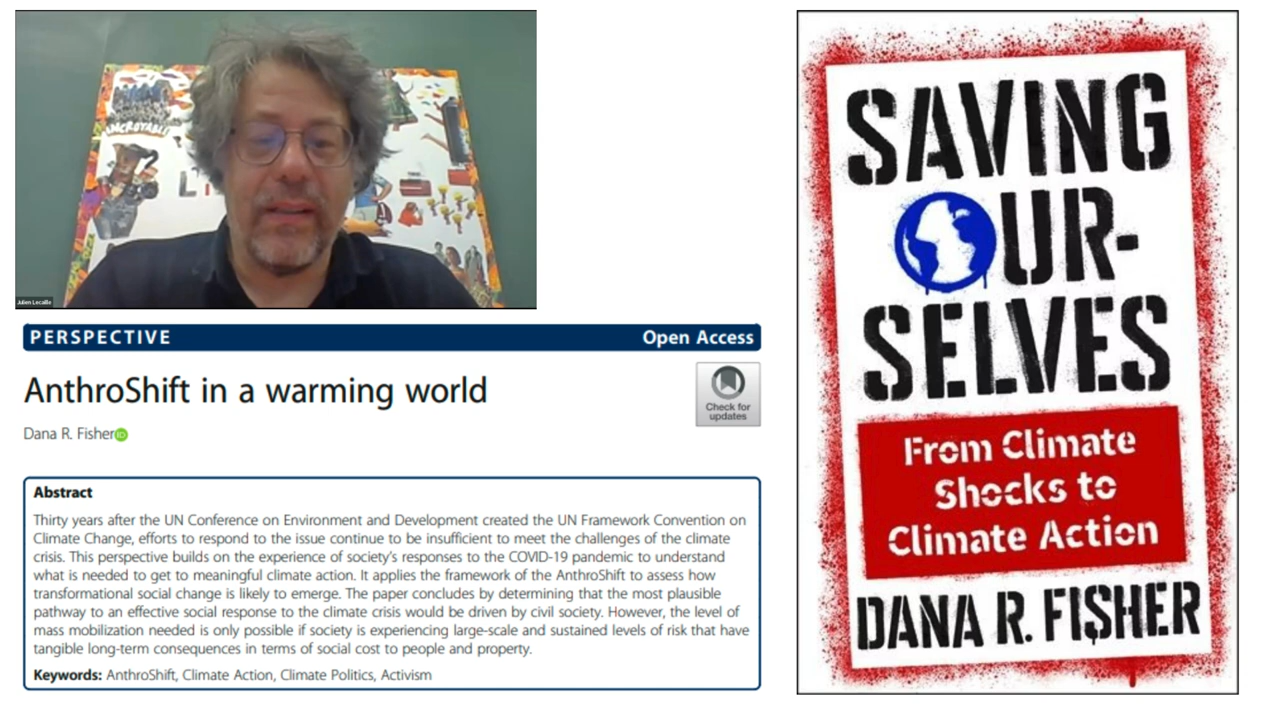 INCROYABLE
Julien Lecaille
PERSPECTIVE
Open Access
AnthroShift in a warming world
Check for
updates
Dana R. Fisher
iD
Abstract
Thirty years after the UN Conference on Environment and Development created the UN Framework Convention on
Climate Change, efforts to respond to the issue continue to be insufficient to meet the challenges of the climate
crisis. This perspective builds on the experience of society's responses to the COVID-19 pandemic to understand
what is needed to get to meaningful climate action. It applies the framework of the AnthroShift to assess how
transformational social change is likely to emerge. The paper concludes by determining that the most plausible
pathway to an effective social response to the climate crisis would be driven by civil society. However, the level of
mass mobilization needed is only possible if society is experiencing large-scale and sustained levels of risk that have
tangible long-term consequences in terms of social cost to people and property.
Keywords: AnthroShift, Climate Action, Climate Politics, Activism
SAVING
OUR-
SELVES
From Climate
Shocks to
Climate Action
DANA R. FISHER